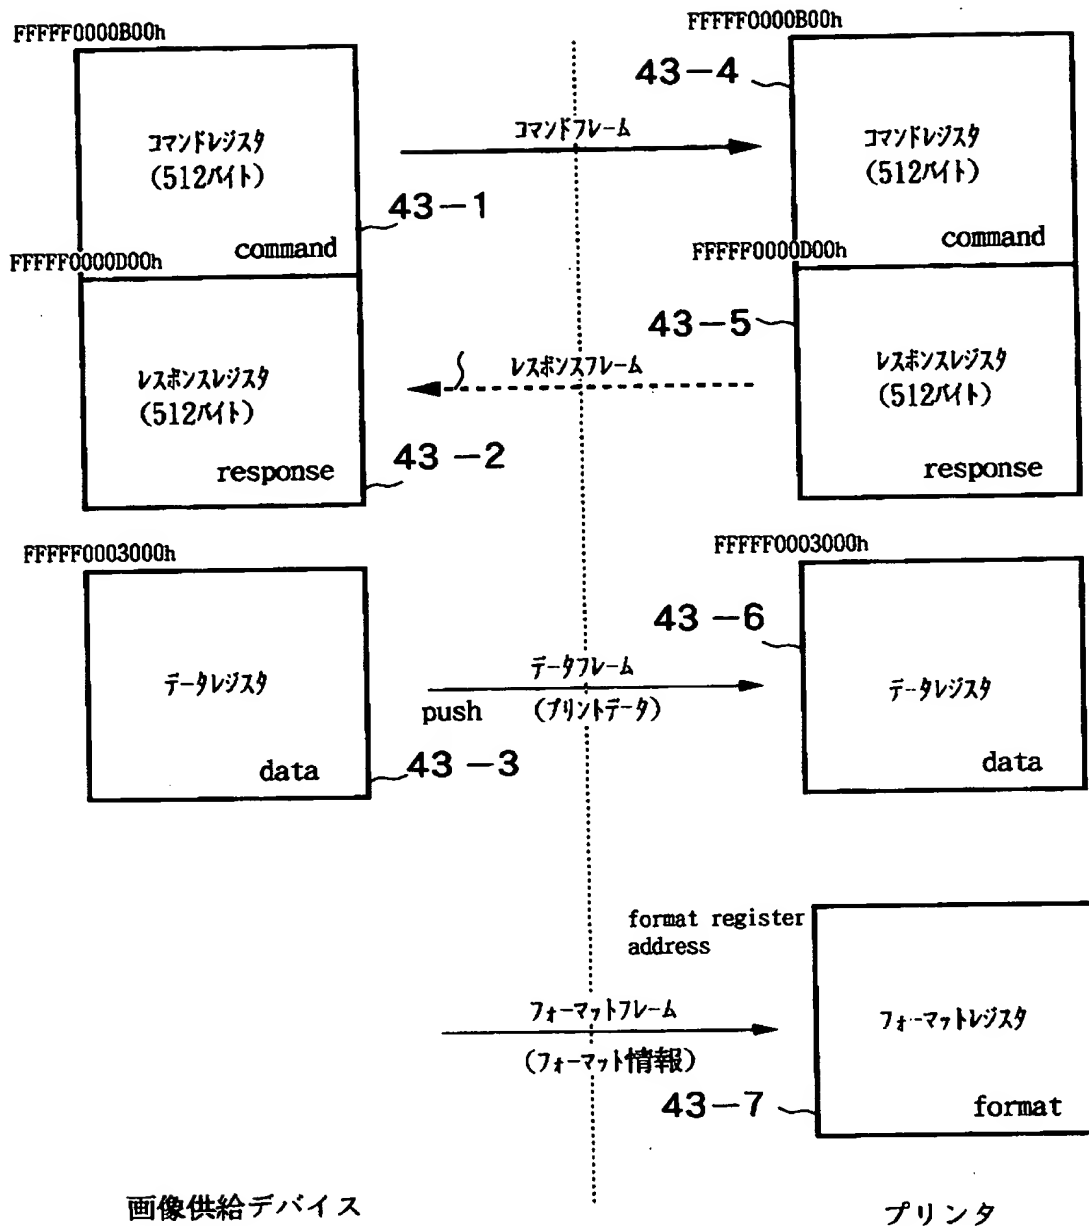 FFFFF0000B00h
FFFFF0000B00h
43-4
コマンドフレーム
コマンドレジスタ
(512バイト)
コマンドレジスタ
(512バイト)
43-1
command
command
FFFFF0000D00h
FFFFF0000D00h
43-5
レスポンスフレーム
レスポンスレジスタ
(512バイト)
レスポンスレジスタ
(512バイト)
43-2
response
response
FFFFF0003000h
FFFFF0003000h
43-6
データフレーム
データレジスタ
データレジスタ
push
(プリントデータ)
43-3
data
data
format register
address
フォーマットフレーム
フォーマットレジスタ
(フォーマット情報)
43-7
format
画像供給デバイス
プリンタ